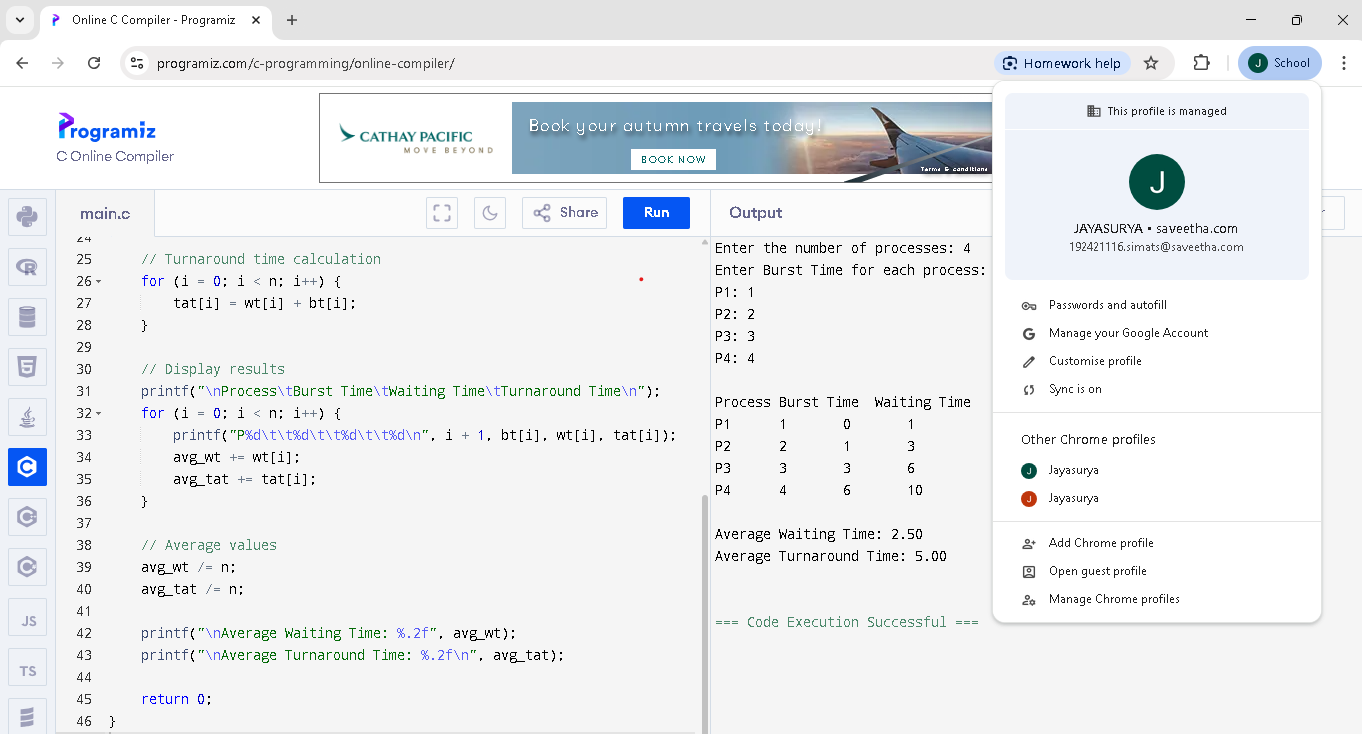 Online C Compiler - Programiz
programiz.com/c-programming/online-compiler/
Homework help
J School
Programiz
C Online Compiler
CATHAY PACIFIC
MOVE BEYOND
Book your autumn travels today!
BOOK NOW
Terms & conditions
This profile is managed
J
JAYASURYA • saveetha.com
192421116.simats@saveetha.com
Passwords and autofill
Manage your Google Account
Customise profile
Sync is on
Other Chrome profiles
J Jayasurya
J Jayasurya
Add Chrome profile
Open guest profile
Manage Chrome profiles
main.c
Share
Run
24
25 // Turnaround time calculation
26 for (i = 0; i < n; i++) {
27 tat[i] = wt[i] + bt[i];
28 }
29
30 // Display results
31 printf("\nProcess\tBurst Time\tWaiting Time\tTurnaround Time\n");
32 for (i = 0; i < n; i++) {
33 printf("P%d\t\t%d\t\t%d\t\t%d\n", i + 1, bt[i], wt[i], tat[i]);
34 avg_wt += wt[i];
35 avg_tat += tat[i];
36 }
37
38 // Average values
39 avg_wt /= n;
40 avg_tat /= n;
41
42 printf("\nAverage Waiting Time: %.2f", avg_wt);
43 printf("\nAverage Turnaround Time: %.2f\n", avg_tat);
44
45 return 0;
46 }
JS
TS
Output
Enter the number of processes: 4
Enter Burst Time for each process:
P1: 1
P2: 2
P3: 3
P4: 4
Process Burst Time Waiting Time
P1 1 0 1
P2 2 1 3
P3 3 3 6
P4 4 6 10
Average Waiting Time: 2.50
Average Turnaround Time: 5.00
=== Code Execution Successful ===